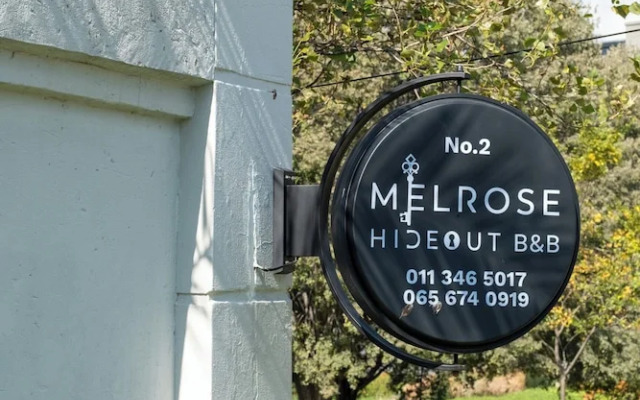 No.2
MELROSE
HIDEOUT B&B
011 346 5017
065 674 0919